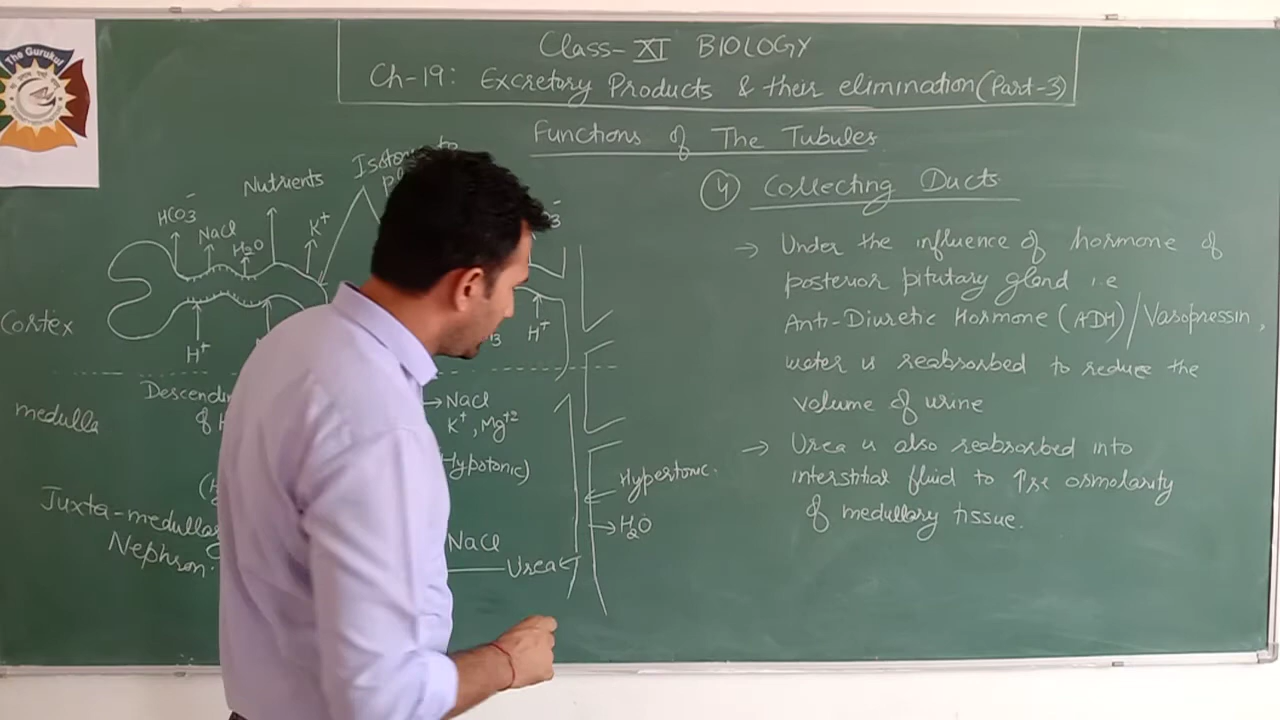 The Gurukul
Class-XI BIOLOGY
Ch-19: Excretory Products & their elimination (Part-3)
Functions of The Tubules
Nutrients
HCO3-
NaCl
H2O
K+
Cortex
H+
H+
medulla
→ NaCl
K+, Mg+2
Hypotonic)
Juxta-medullary
Nephron.
NaCl
Urea
Hypertonic.
→ H2O
④ Collecting Ducts
→ Under the influence of hormone of
posterior pitutary gland i.e
Anti-Diuretic Hormone (ADH) / Vasopressin,
water is reabsorbed to reduce the
volume of urine
→ Urea is also reabsorbed into
interstitial fluid to ↑se osmolarity
of medullary tissue.